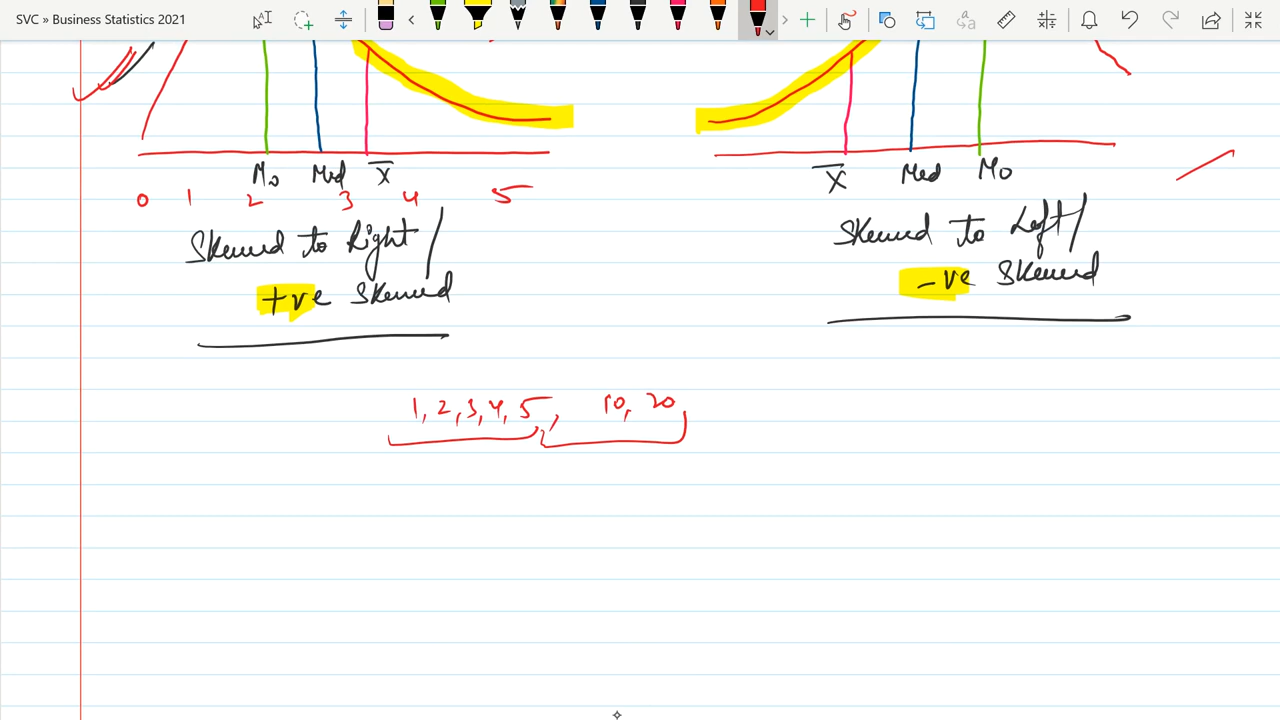 SVC » Business Statistics 2021
Mo Med X̅
0 1 2 3 4 5
Skewed to Right /
+ve Skewed
X̅ Med Mo
Skewed to Left /
-ve Skewed
1, 2, 3, 4, 5, 10, 20,